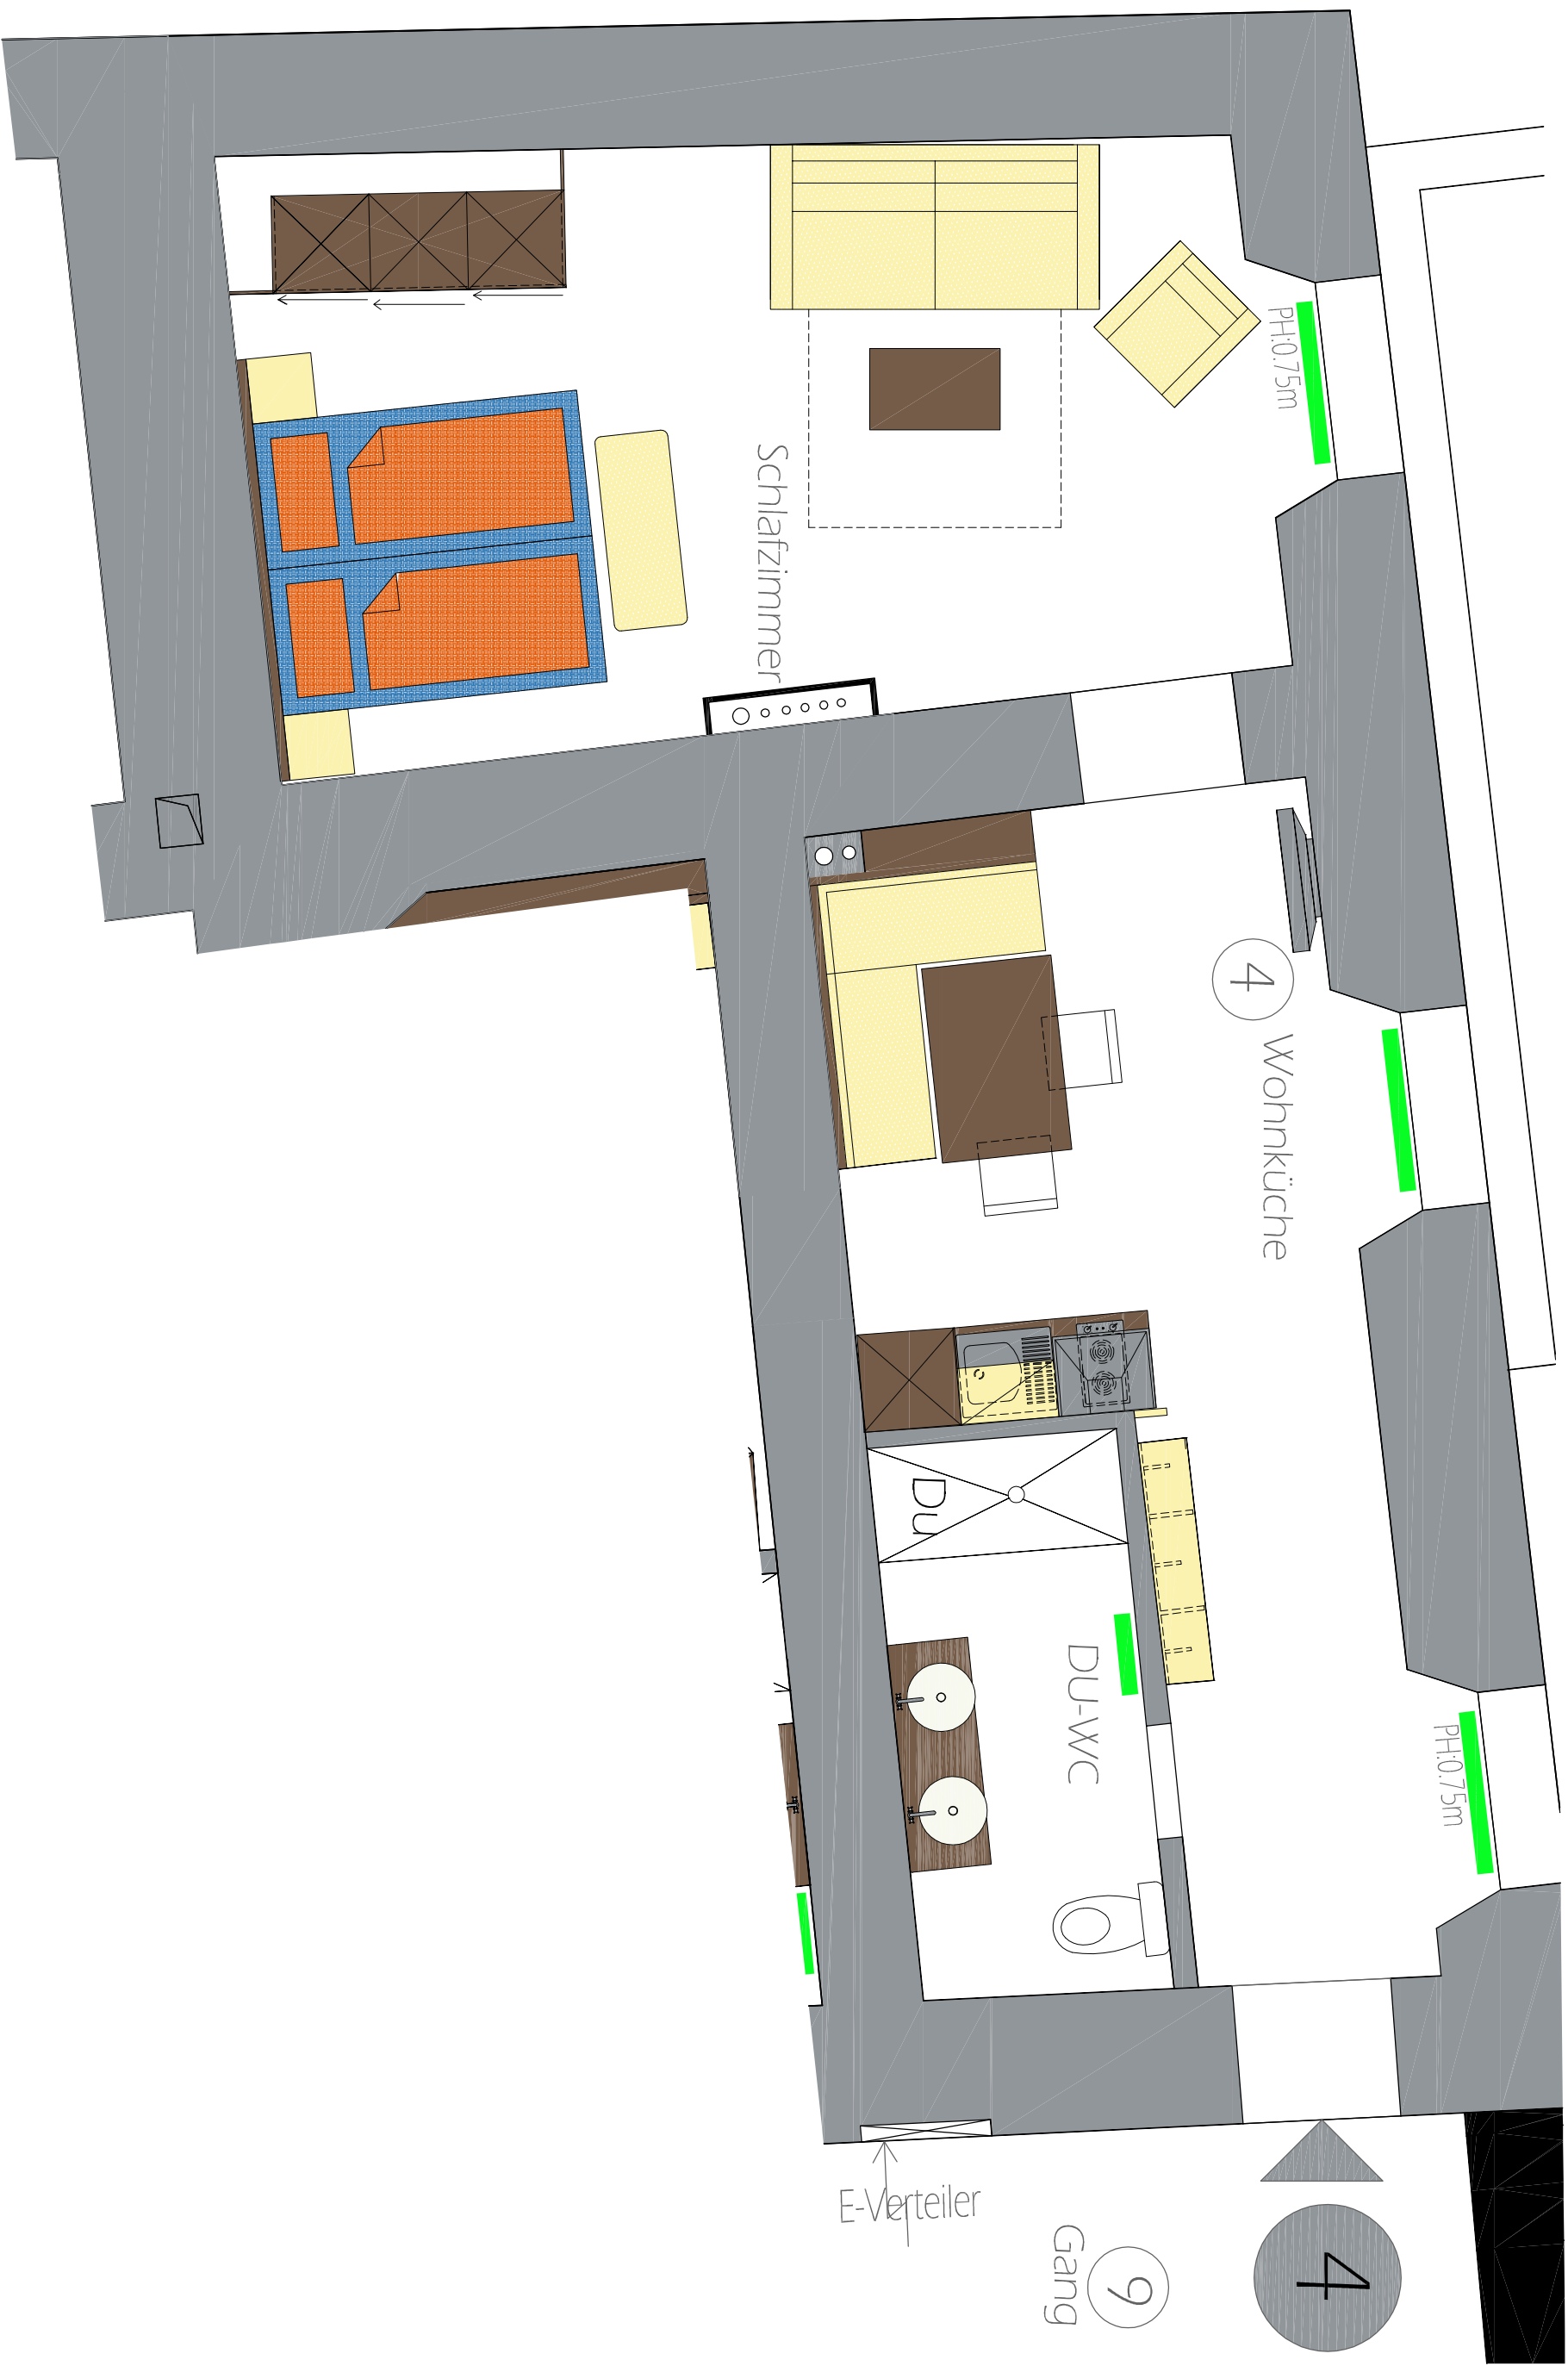 PH:0.75m
Schlafzimmer
4
Wohnküche
Du
DU-WC
PH:0.75m
E-Verteiler
Gang
9
4